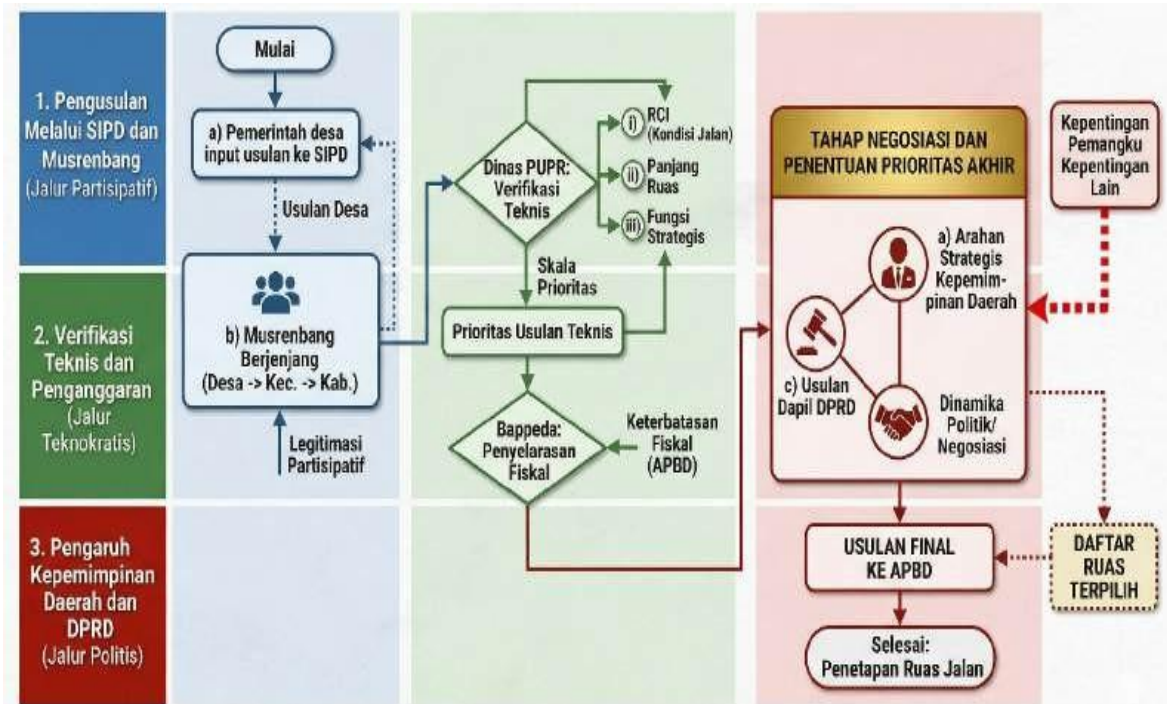 1. Pengusulan
Melalui SIPD dan
Musrenbang
(Jalur Partisipatif)
2. Verifikasi
Teknis dan
Penganggaran
(Jalur
Teknokratis)
3. Pengaruh
Kepemimpinan
Daerah dan
DPRD
(Jalur Politis)
Mulai
a) Pemerintah desa
input usulan ke SIPD
Usulan Desa
b) Musrenbang
Berjenjang
(Desa -> Kec. -> Kab.)
Legitimasi
Partisipatif
Dinas PUPR:
Verifikasi
Teknis
i) RCI
(Kondisi Jalan)
ii) Panjang
Ruas
iii) Fungsi
Strategis
Skala
Prioritas
Prioritas Usulan Teknis
Bappeda:
Penyelarasan
Fiskal
Keterbatasan
Fiskal
(APBD)
TAHAP NEGOSIASI DAN
PENENTUAN PRIORITAS AKHIR
a) Arahan
Strategis
Kepemim-
pinan Daerah
c) Usulan
Dapil DPRD
Dinamika
Politik/
Negosiasi
Kepentingan
Pemangku
Kepentingan
Lain
USULAN FINAL
KE APBD
DAFTAR
RUAS
TERPILIH
Selesai:
Penetapan Ruas Jalan